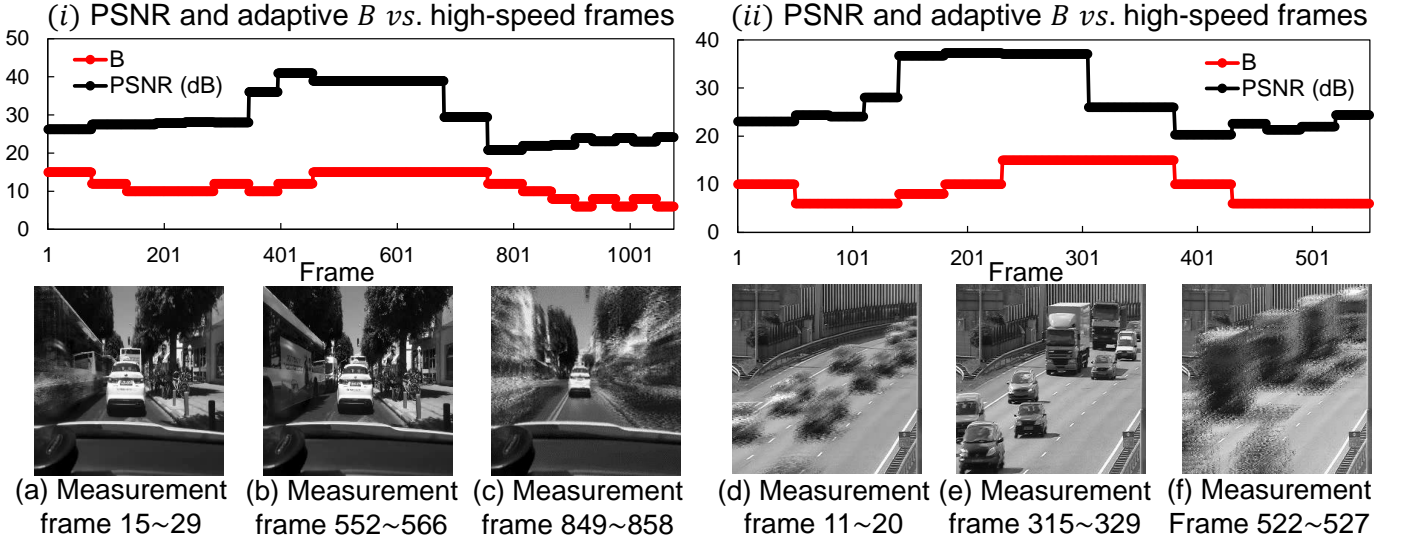 (i) PSNR and adaptive B vs. high-speed frames
50
40
30
20
10
0
B
PSNR (dB)
1
201
401
601
801
1001
Frame
(ii) PSNR and adaptive B vs. high-speed frames
40
30
20
10
0
B
PSNR (dB)
1
101
201
301
401
501
Frame
(a) Measurement
frame 15~29
(b) Measurement
frame 552~566
(c) Measurement
frame 849~858
(d) Measurement
frame 11~20
(e) Measurement
frame 315~329
(f) Measurement
Frame 522~527